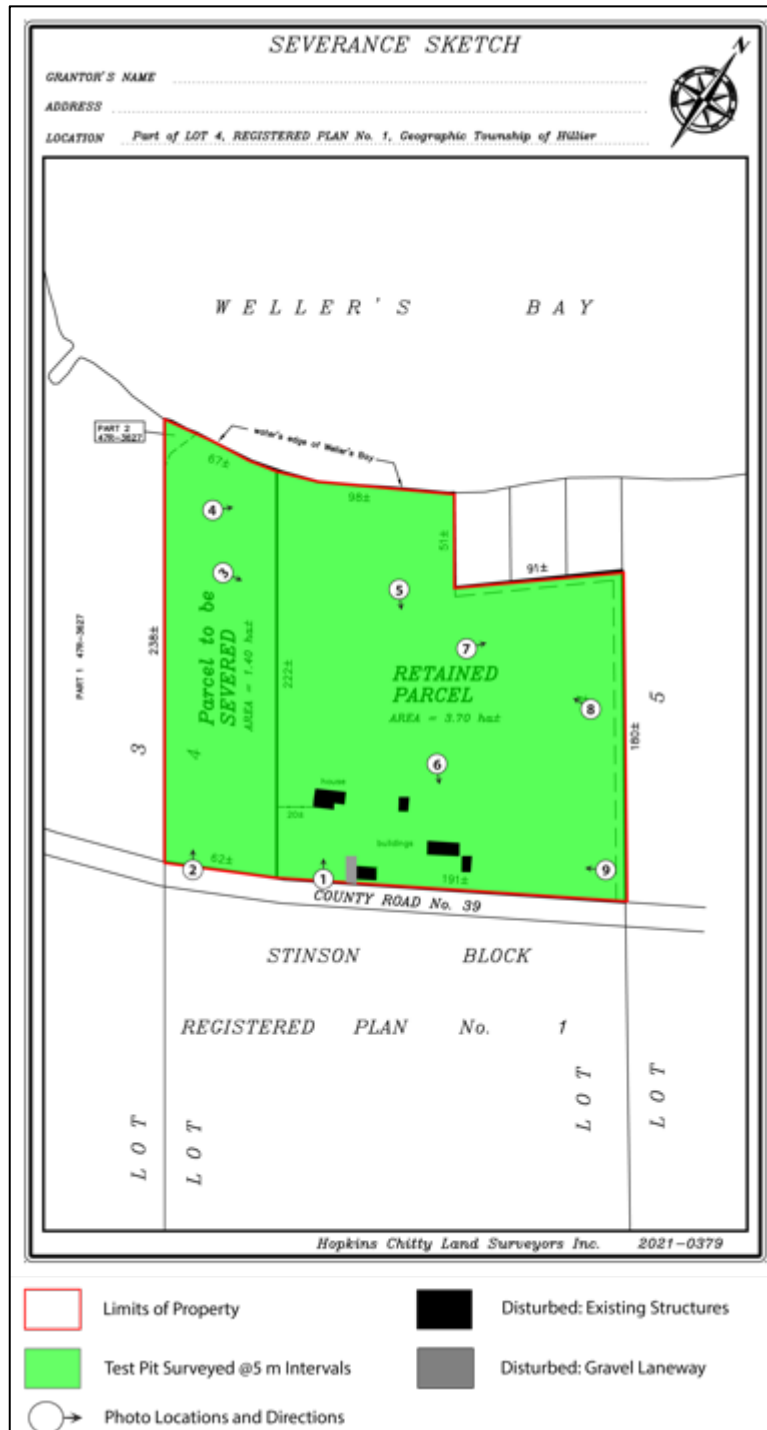 SEVERANCE SKETCH
N
GRANTOR'S NAME
ADDRESS
LOCATION Part of LOT 4, REGISTERED PLAN No. 1, Geographic Township of Hillier
WELLER'S BAY
PART 2
47R-3627
water's edge of Weller's Bay
67±
98±
51±
91±
4
3
5
7
8
6
2
1
9
PART 1 47R-3627
238±
Parcel to be
SEVERED
AREA = 1.40 ha±
222±
RETAINED
PARCEL
AREA = 3.70 ha±
180±
3
4
5
house
20±
buildings
62±
191±
COUNTY ROAD No. 39
STINSON BLOCK
REGISTERED PLAN No. 1
LOT
LOT
LOT
LOT
Hopkins Chitty Land Surveyors Inc. 2021-0379
Limits of Property
Disturbed: Existing Structures
Test Pit Surveyed @5 m Intervals
Disturbed: Gravel Laneway
Photo Locations and Directions